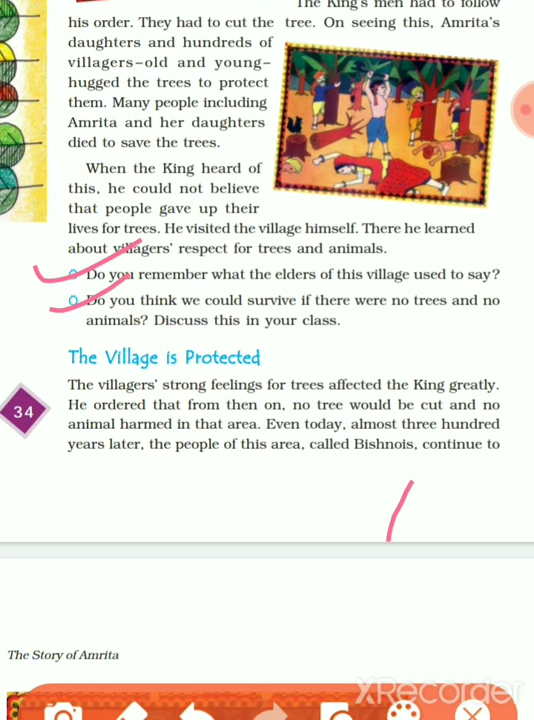 The King's men had to follow
his order. They had to cut the tree. On seeing this, Amrita's
daughters and hundreds of
villagers–old and young–
hugged the trees to protect
them. Many people including
Amrita and her daughters
died to save the trees.
When the King heard of
this, he could not believe
that people gave up their
lives for trees. He visited the village himself. There he learned
about villagers' respect for trees and animals.
Do you remember what the elders of this village used to say?
Do you think we could survive if there were no trees and no
animals? Discuss this in your class.
The Village is Protected
The villagers' strong feelings for trees affected the King greatly.
He ordered that from then on, no tree would be cut and no
animal harmed in that area. Even today, almost three hundred
years later, the people of this area, called Bishnois, continue to
34
The Story of Amrita
XRecorder